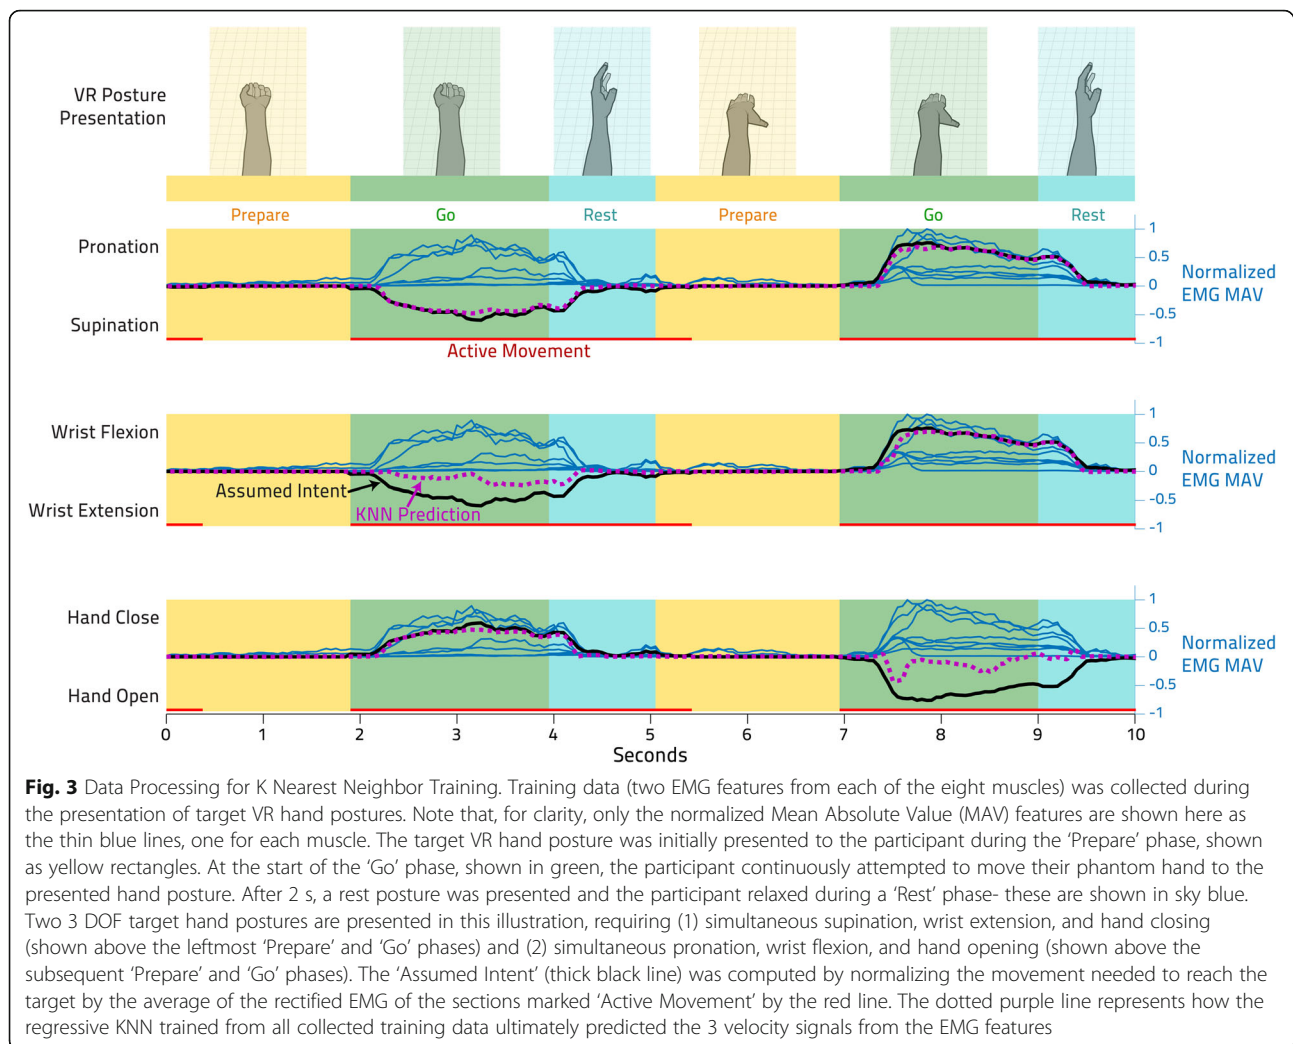 VR Posture
Presentation
Prepare Go Rest Prepare Go Rest
Pronation
Supination
1
0.5
0
-0.5
-1
Normalized
EMG MAV
Active Movement
Wrist Flexion
Wrist Extension
Assumed Intent
KNN Prediction
1
0.5
0
-0.5
-1
Normalized
EMG MAV
Hand Close
Hand Open
1
0.5
0
-0.5
-1
Normalized
EMG MAV
0 1 2 3 4 5 6 7 8 9 10
Seconds
Fig. 3 Data Processing for K Nearest Neighbor Training. Training data (two EMG features from each of the eight muscles) was collected during
the presentation of target VR hand postures. Note that, for clarity, only the normalized Mean Absolute Value (MAV) features are shown here as
the thin blue lines, one for each muscle. The target VR hand posture was initially presented to the participant during the ‘Prepare’ phase, shown
as yellow rectangles. At the start of the ‘Go’ phase, shown in green, the participant continuously attempted to move their phantom hand to the
presented hand posture. After 2 s, a rest posture was presented and the participant relaxed during a ‘Rest’ phase- these are shown in sky blue.
Two 3 DOF target hand postures are presented in this illustration, requiring (1) simultaneous supination, wrist extension, and hand closing
(shown above the leftmost ‘Prepare’ and ‘Go’ phases) and (2) simultaneous pronation, wrist flexion, and hand opening (shown above the
subsequent ‘Prepare’ and ‘Go’ phases). The ‘Assumed Intent’ (thick black line) was computed by normalizing the movement needed to reach the
target by the average of the rectified EMG of the sections marked ‘Active Movement’ by the red line. The dotted purple line represents how the
regressive KNN trained from all collected training data ultimately predicted the 3 velocity signals from the EMG features